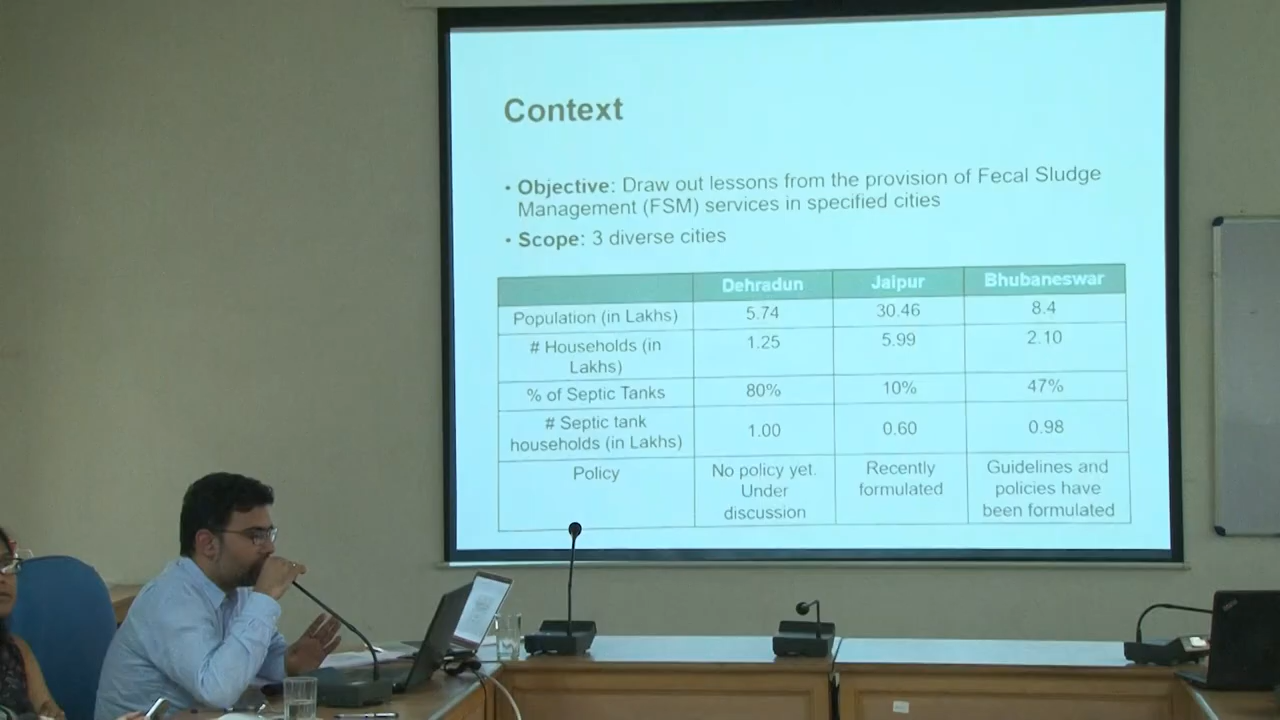 Context
• Objective: Draw out lessons from the provision of Fecal Sludge
Management (FSM) services in specified cities
• Scope: 3 diverse cities
Dehradun Jaipur Bhubaneswar
Population (in Lakhs) 5.74 30.46 8.4
# Households (in
Lakhs) 1.25 5.99 2.10
% of Septic Tanks 80% 10% 47%
# Septic tank
households (in Lakhs) 1.00 0.60 0.98
Policy No policy yet. Recently Guidelines and
Under formulated policies have
discussion been formulated